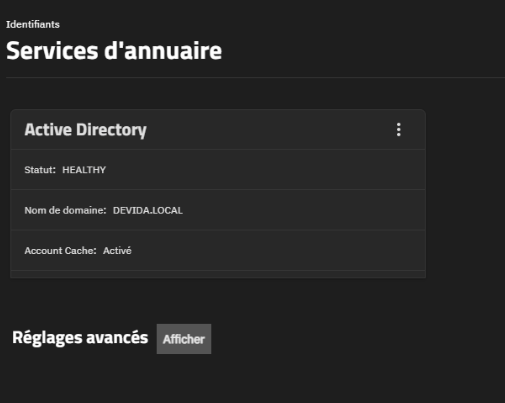 Identifiants
Services d'annuaire
Active Directory
Statut: HEALTHY
Nom de domaine: DEVIDA.LOCAL
Account Cache: Activé
Réglages avancés Afficher